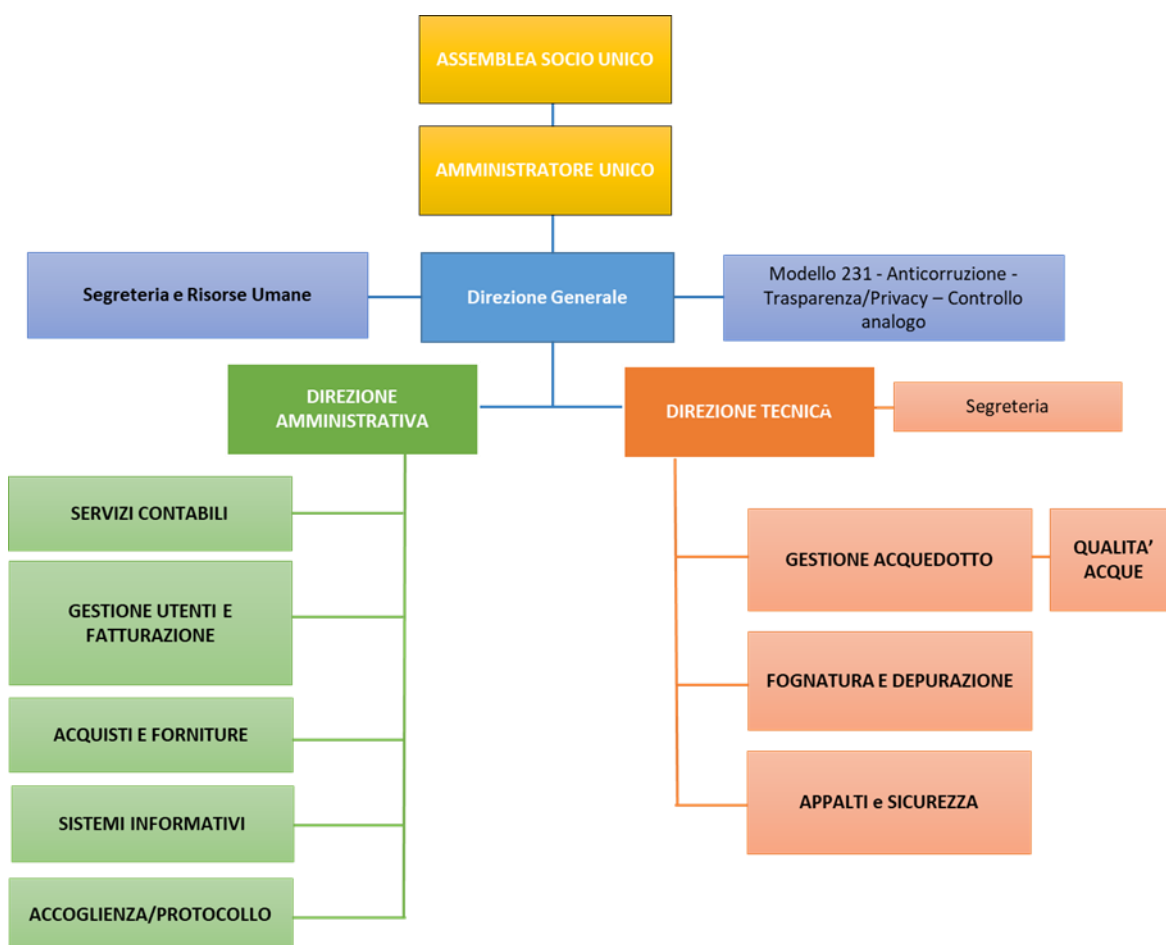 ASSEMBLEA SOCIO UNICO
AMMINISTRATORE UNICO
Segreteria e Risorse Umane
Direzione Generale
Modello 231 - Anticorruzione -
Trasparenza/Privacy – Controllo
analogo
DIREZIONE
AMMINISTRATIVA
DIREZIONE TECNICA
Segreteria
SERVIZI CONTABILI
GESTIONE UTENTI E
FATTURAZIONE
ACQUISTI E FORNITURE
SISTEMI INFORMATIVI
ACCOGLIENZA/PROTOCOLLO
GESTIONE ACQUEDOTTO
QUALITA’
ACQUE
FOGNATURA E DEPURAZIONE
APPALTI e SICUREZZA